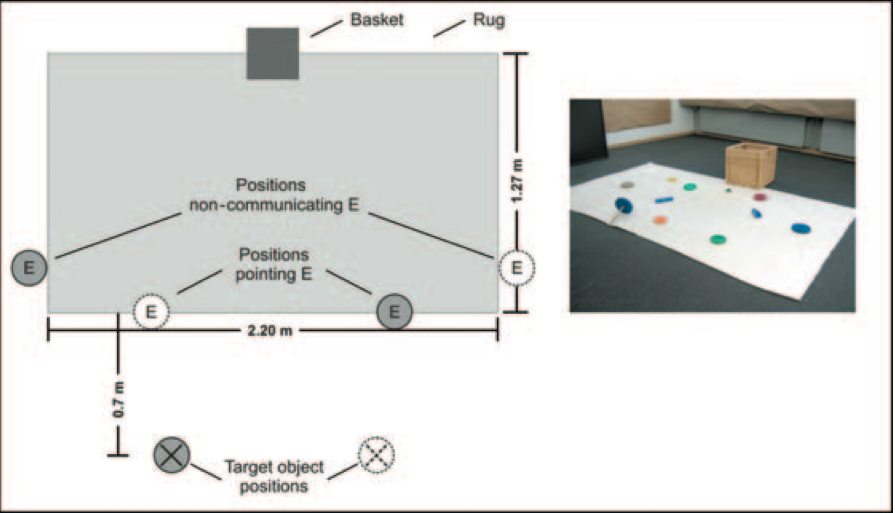 Basket
Rug
Positions
non-communicating E
1.27 m
E
E
Positions
pointing E
E
E
2.20 m
0.7 m
Target object
positions